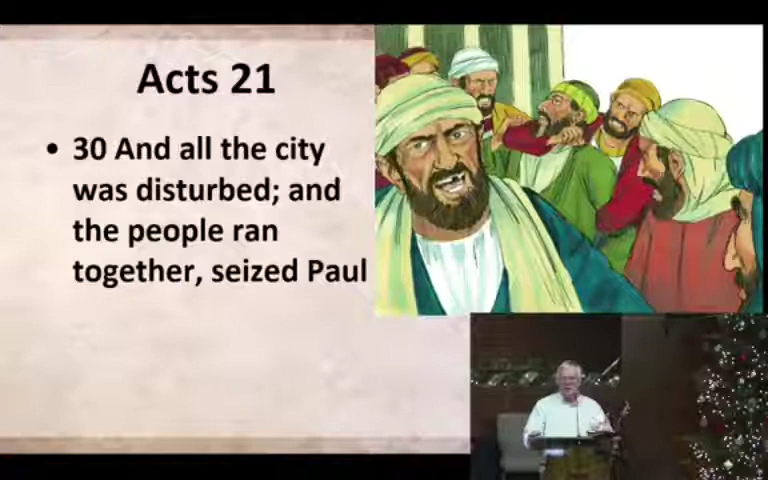 Acts 21
• 30 And all the city
was disturbed; and
the people ran
together, seized Paul